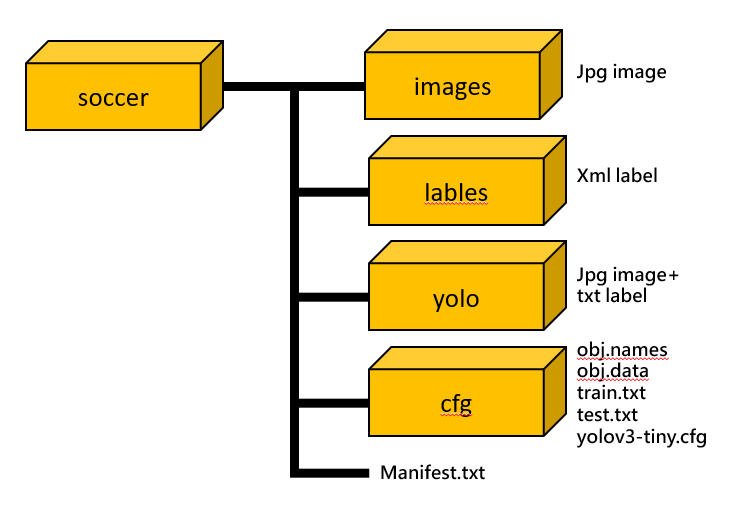 soccer
images
Jpg image
lables
Xml label
yolo
Jpg image+
txt label
cfg
obj.names
obj.data
train.txt
test.txt
yolov3-tiny.cfg
Manifest.txt